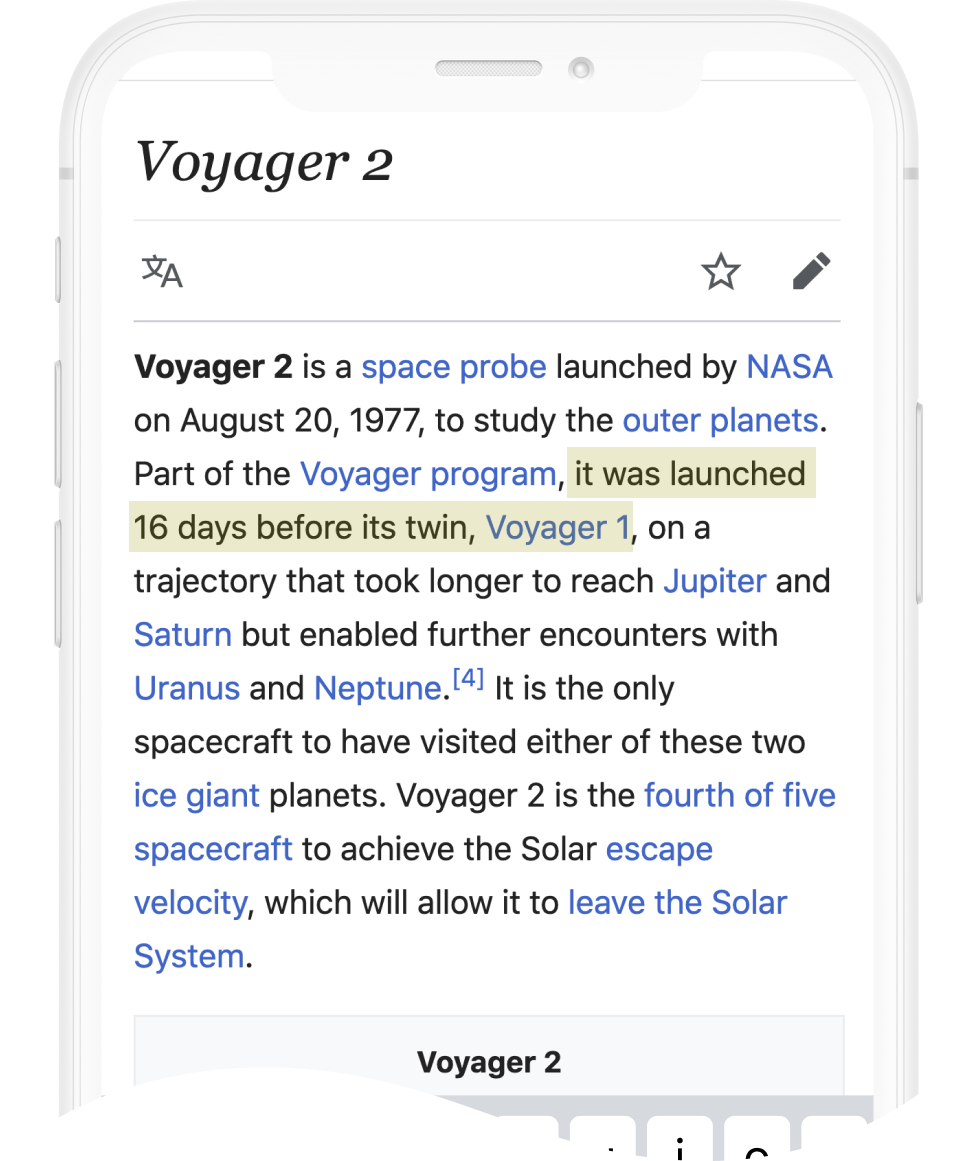 Voyager 2
文A
Voyager 2 is a space probe launched by NASA
on August 20, 1977, to study the outer planets.
Part of the Voyager program, it was launched
16 days before its twin, Voyager 1, on a
trajectory that took longer to reach Jupiter and
Saturn but enabled further encounters with
Uranus and Neptune.[4] It is the only
spacecraft to have visited either of these two
ice giant planets. Voyager 2 is the fourth of five
spacecraft to achieve the Solar escape
velocity, which will allow it to leave the Solar
System.
Voyager 2